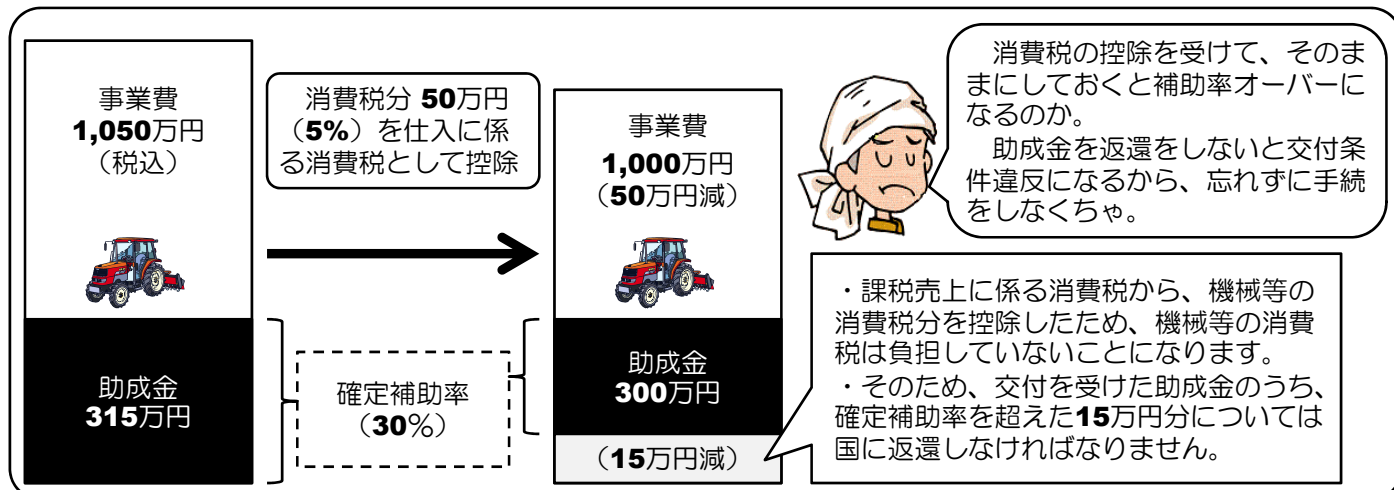 事業費
1,050万円
（税込）
助成金
315万円
消費税分 50万円
（5%）を仕入に係
る消費税として控除
確定補助率
（30％）
事業費
1,000万円
（50万円減）
助成金
300万円
（15万円減）
消費税の控除を受けて、そのま
まにしておくと補助率オーバーに
なるのか。
助成金を返還をしないと交付条
件違反になるから、忘れずに手続
をしなくちゃ。
・課税売上に係る消費税から、機械等の
消費税分を控除したため、機械等の消費
税は負担していないことになります。
・そのため、交付を受けた助成金のうち、
確定補助率を超えた15万円分については
国に返還しなければなりません。